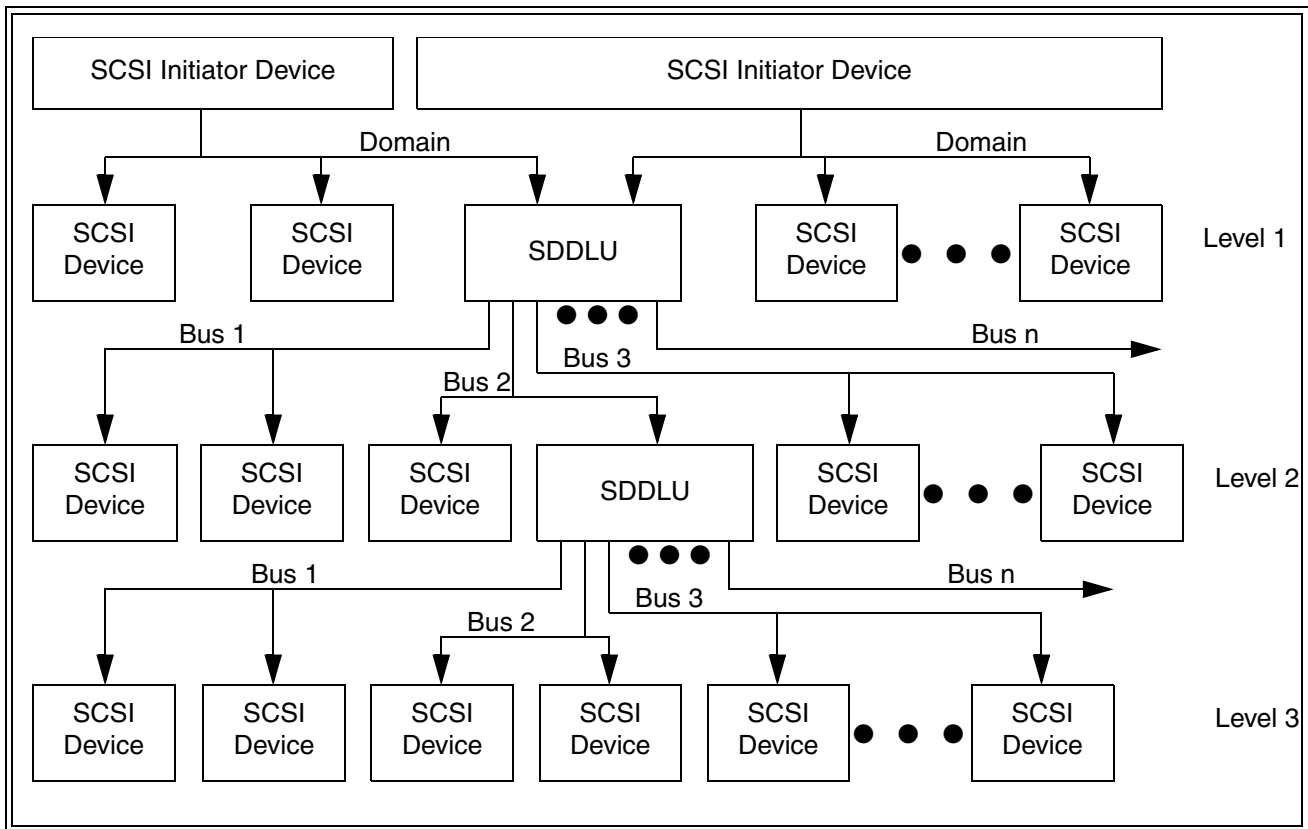 SCSI Initiator Device
SCSI Initiator Device
Domain
Domain
SCSI
Device
SCSI
Device
SDDLU
SCSI
Device
SCSI
Device
Level 1
Bus 1
Bus n
Bus 3
Bus 2
SCSI
Device
SCSI
Device
SCSI
Device
SDDLU
SCSI
Device
SCSI
Device
Level 2
Bus 1
Bus n
Bus 3
Bus 2
SCSI
Device
SCSI
Device
SCSI
Device
SCSI
Device
SCSI
Device
SCSI
Device
Level 3